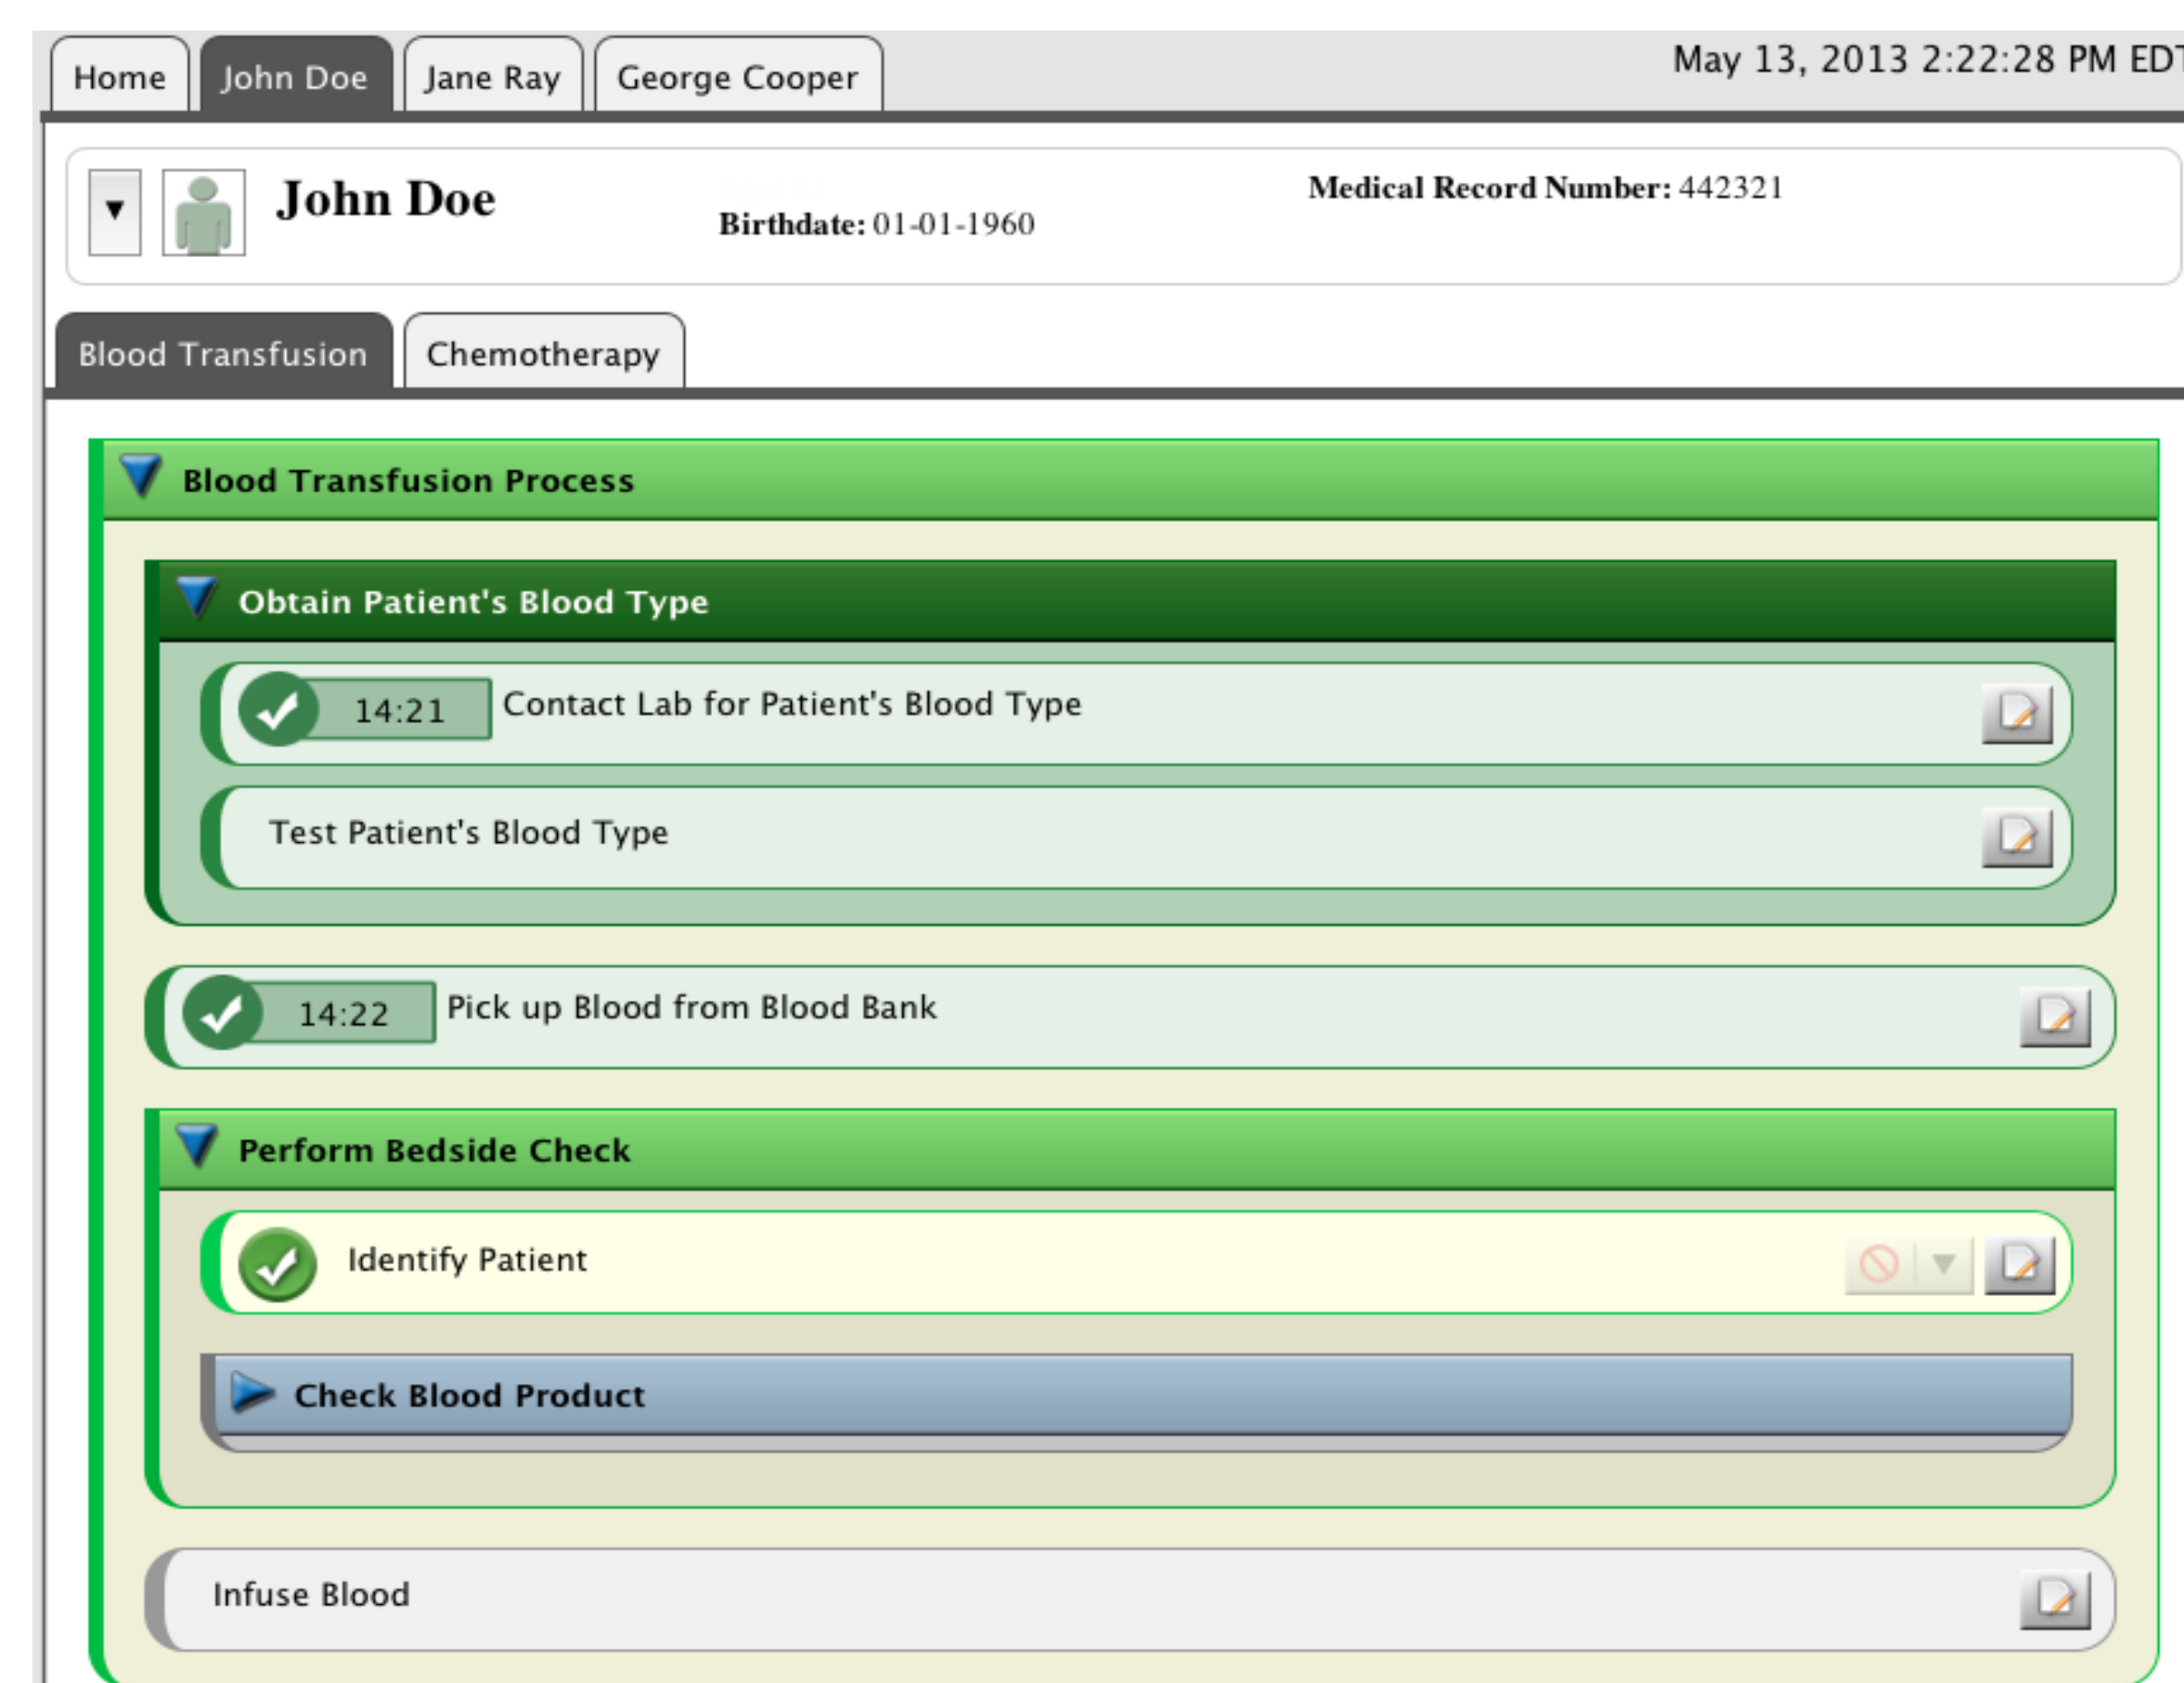 Home John Doe Jane Ray George Cooper May 13, 2013 2:22:28 PM EDT
John Doe Medical Record Number: 442321
Birthdate: 01-01-1960
Blood Transfusion Chemotherapy
Blood Transfusion Process
Obtain Patient's Blood Type
14:21 Contact Lab for Patient's Blood Type
Test Patient's Blood Type
14:22 Pick up Blood from Blood Bank
Perform Bedside Check
Identify Patient
Check Blood Product
Infuse Blood